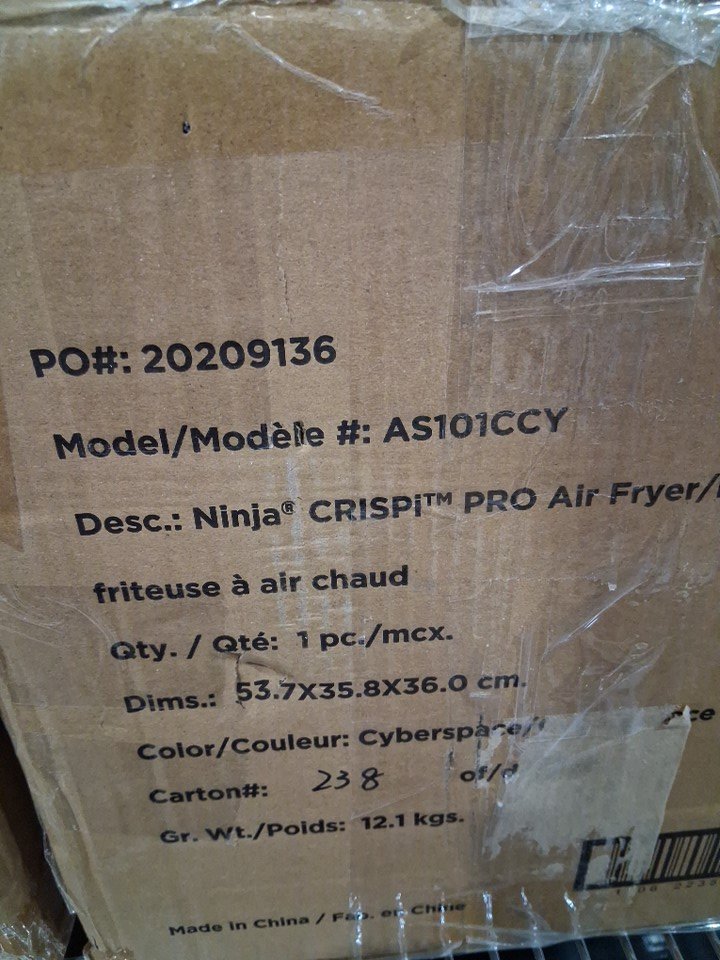 PO#: 20209136
Model/Modèle #: AS101CCY
Desc.: Ninja® CRISPi™ PRO Air Fryer/
friteuse à air chaud
Qty. / Qté: 1 pc./mcx.
Dims.: 53.7X35.8X36.0 cm.
Color/Couleur: Cyberspace/
Carton#: 238 of/d
Gr. Wt./Poids: 12.1 kgs.
Made in China / Fab. en Chine